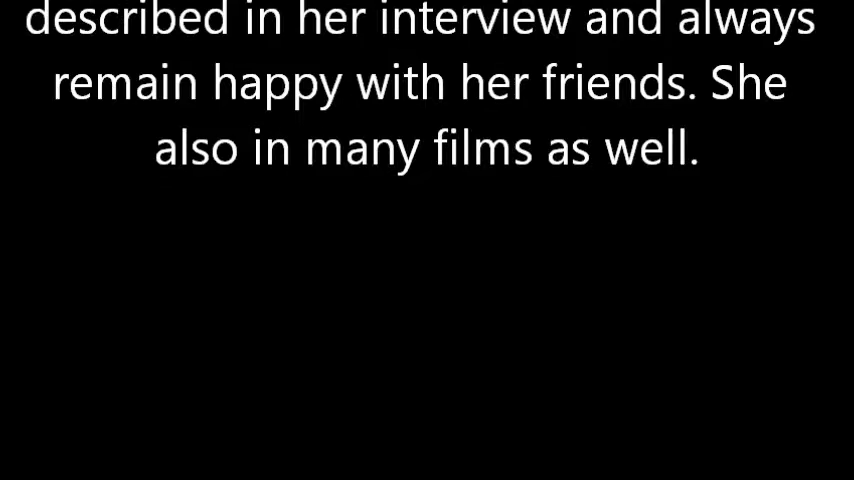 described in her interview and always
remain happy with her friends. She
also in many films as well.